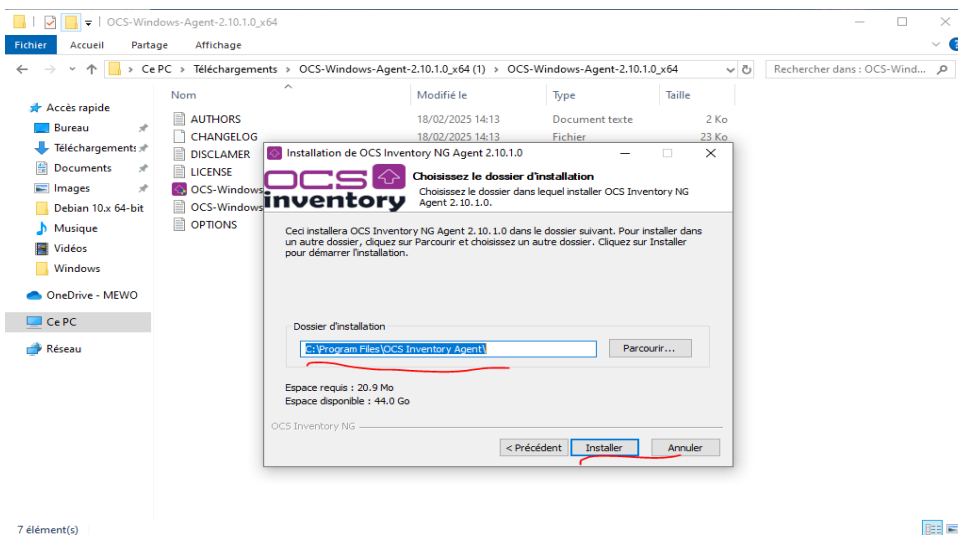 OCS-Windows-Agent-2.10.1.0_x64
Fichier Accueil Partage Affichage
Ce PC > Téléchargements > OCS-Windows-Agent-2.10.1.0_x64 (1) > OCS-Windows-Agent-2.10.1.0_x64
Rechercher dans : OCS-Wind...
Nom Modifié le Type Taille
Accès rapide
Bureau
Téléchargements
Documents
Images
Debian 10.x 64-bit
Musique
Vidéos
Windows
OneDrive - MEWO
Ce PC
Réseau
AUTHORS 18/02/2025 14:13 Document texte 2 Ko
CHANGELOG 18/02/2025 14:13 Fichier 23 Ko
DISCLAMER
LICENSE
OCS-Windows
OCS-Windows
OPTIONS
Installation de OCS Inventory NG Agent 2.10.1.0
OCS
inventory
Choisissez le dossier d'installation
Choisissez le dossier dans lequel installer OCS Inventory NG
Agent 2.10.1.0.
Ceci installera OCS Inventory NG Agent 2.10.1.0 dans le dossier suivant. Pour installer dans
un autre dossier, cliquez sur Parcourir et choisissez un autre dossier. Cliquez sur Installer
pour démarrer l'installation.
Dossier d'installation
C:\Program Files\OCS Inventory Agent\
Parcourir...
Espace requis : 20.9 Mo
Espace disponible : 44.0 Go
OCS Inventory NG
< Précédent Installer Annuler
7 élément(s)